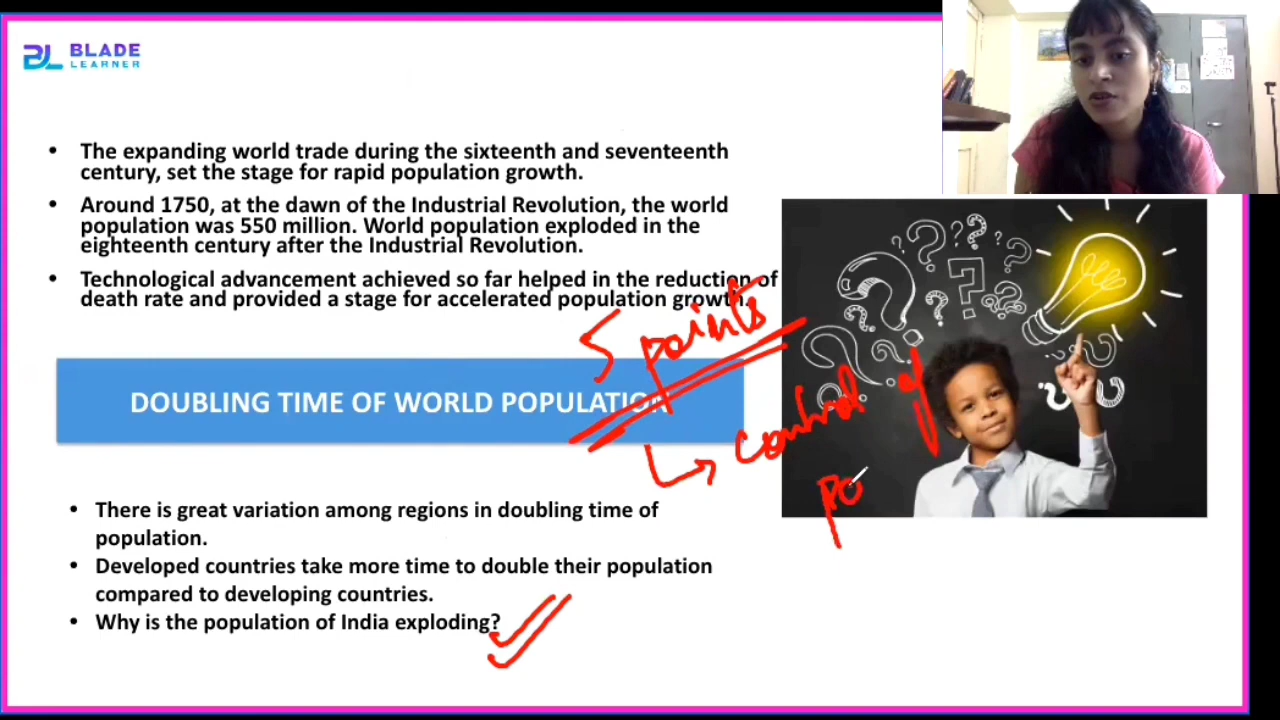 BLADE
LEARNER
• The expanding world trade during the sixteenth and seventeenth
century, set the stage for rapid population growth.
• Around 1750, at the dawn of the Industrial Revolution, the world
population was 550 million. World population exploded in the
eighteenth century after the Industrial Revolution.
• Technological advancement achieved so far helped in the reduction of
death rate and provided a stage for accelerated population growth.
5 points
DOUBLING TIME OF WORLD POPULATION
↳ control of
po
• There is great variation among regions in doubling time of
population.
• Developed countries take more time to double their population
compared to developing countries.
• Why is the population of India exploding?